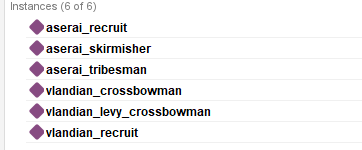 Instances (6 of 6)
aserai_recruit
aserai_skirmisher
aserai_tribesman
vlandian_crossbowman
vlandian_levy_crossbowman
vlandian_recruit